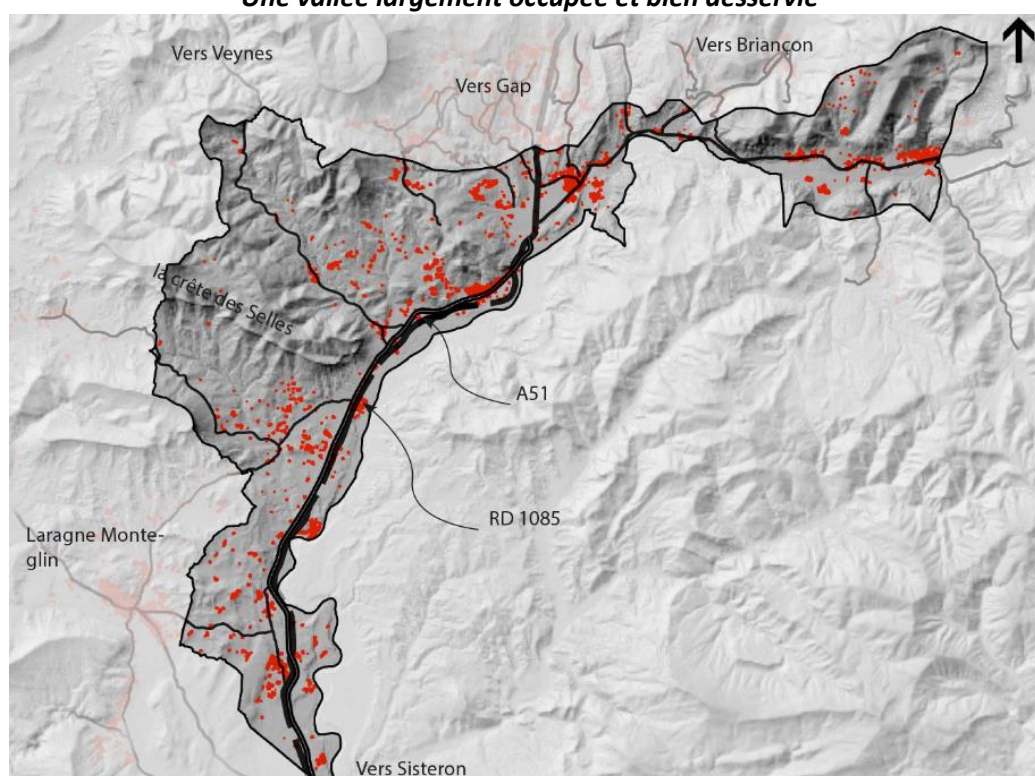 Une vallée largement occupée et bien desservie
Vers Veynes
Vers Briançon
Vers Gap
la crête des Selles
A51
RD 1085
Laragne Monte-
glin
Vers Sisteron